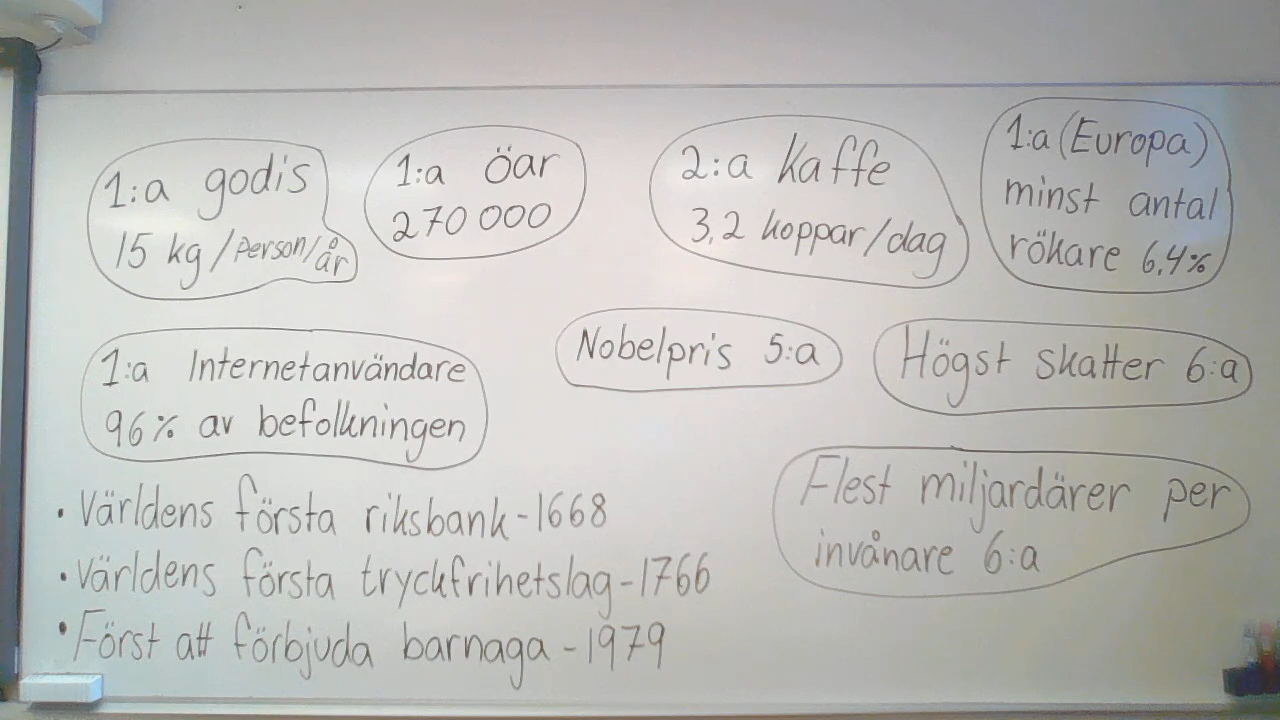 1:a godis
15 kg/person/år
1:a öar
270 000
2:a kaffe
3,2 koppar/dag
1:a (Europa)
minst antal
rökare 6,4%
1:a Internetanvändare
96% av befolkningen
Nobelpris 5:a
Högst skatter 6:a
Flest miljardärer per
invånare 6:a
• Världens första riksbank - 1668
• Världens första tryckfrihetslag - 1766
• Först att förbjuda barnaga - 1979